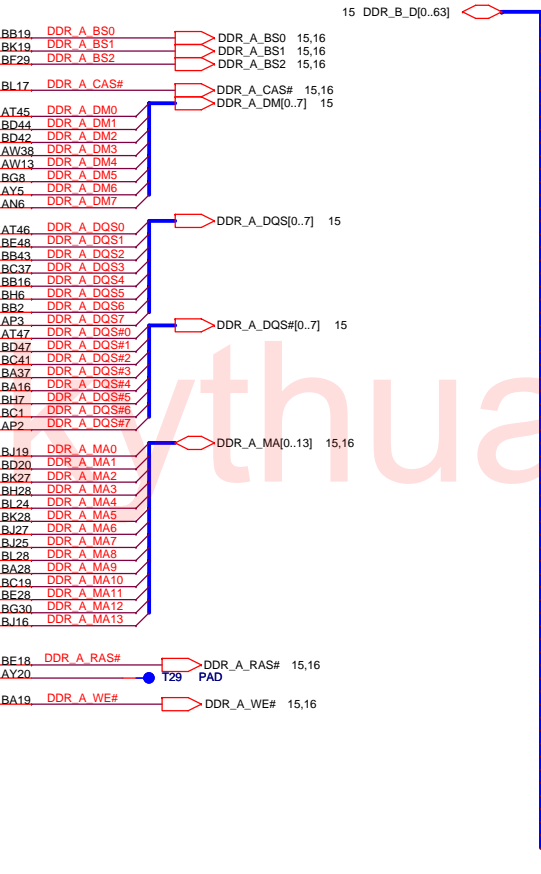 15 DDR_B_D[0..63]
BB19 DDR_A_BS0 DDR_A_BS0 15,16
BK19 DDR_A_BS1 DDR_A_BS1 15,16
BF29 DDR_A_BS2 DDR_A_BS2 15,16
BL17 DDR_A_CAS# DDR_A_CAS# 15,16
DDR_A_DM[0..7] 15
AT45 DDR_A_DM0
BD44 DDR_A_DM1
BD42 DDR_A_DM2
AW38 DDR_A_DM3
AW13 DDR_A_DM4
BG8 DDR_A_DM5
AY5 DDR_A_DM6
AN6 DDR_A_DM7
DDR_A_DQS[0..7] 15
AT46 DDR_A_DQS0
BE48 DDR_A_DQS1
BB43 DDR_A_DQS2
BC37 DDR_A_DQS3
BB16 DDR_A_DQS4
BH6 DDR_A_DQS5
BB2 DDR_A_DQS6
AP3 DDR_A_DQS7
DDR_A_DQS#[0..7] 15
AT47 DDR_A_DQS#0
BD47 DDR_A_DQS#1
BC41 DDR_A_DQS#2
BA37 DDR_A_DQS#3
BA16 DDR_A_DQS#4
BH7 DDR_A_DQS#5
BC1 DDR_A_DQS#6
AP2 DDR_A_DQS#7
kythua
DDR_A_MA[0..13] 15,16
BJ19 DDR_A_MA0
BD20 DDR_A_MA1
BK27 DDR_A_MA2
BH28 DDR_A_MA3
BL24 DDR_A_MA4
BK28 DDR_A_MA5
BJ27 DDR_A_MA6
BJ25 DDR_A_MA7
BL28 DDR_A_MA8
BA28 DDR_A_MA9
BC19 DDR_A_MA10
BE28 DDR_A_MA11
BG30 DDR_A_MA12
BJ16 DDR_A_MA13
BE18 DDR_A_RAS# DDR_A_RAS# 15,16
AY20 T29 PAD
BA19 DDR_A_WE# DDR_A_WE# 15,16